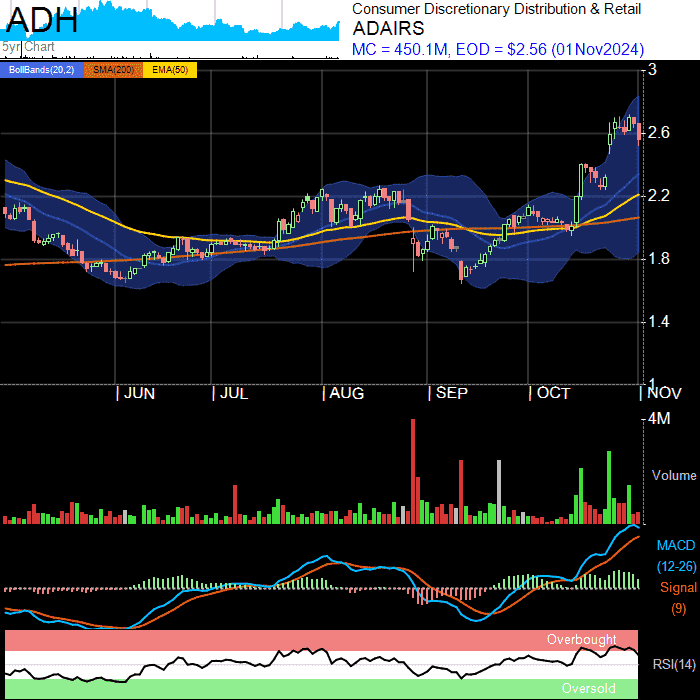 ADH
5yr Chart
Consumer Discretionary Distribution & Retail
ADAIRS
MC = 450.1M, EOD = $2.56 (01Nov2024)
BollBands(20,2) SMA(200) EMA(50)
3
2.6
2.2
1.8
1.4
1
JUN JUL AUG SEP OCT NOV
4M
Volume
MACD
(12-26)
Signal
(9)
Overbought
RSI(14)
Oversold